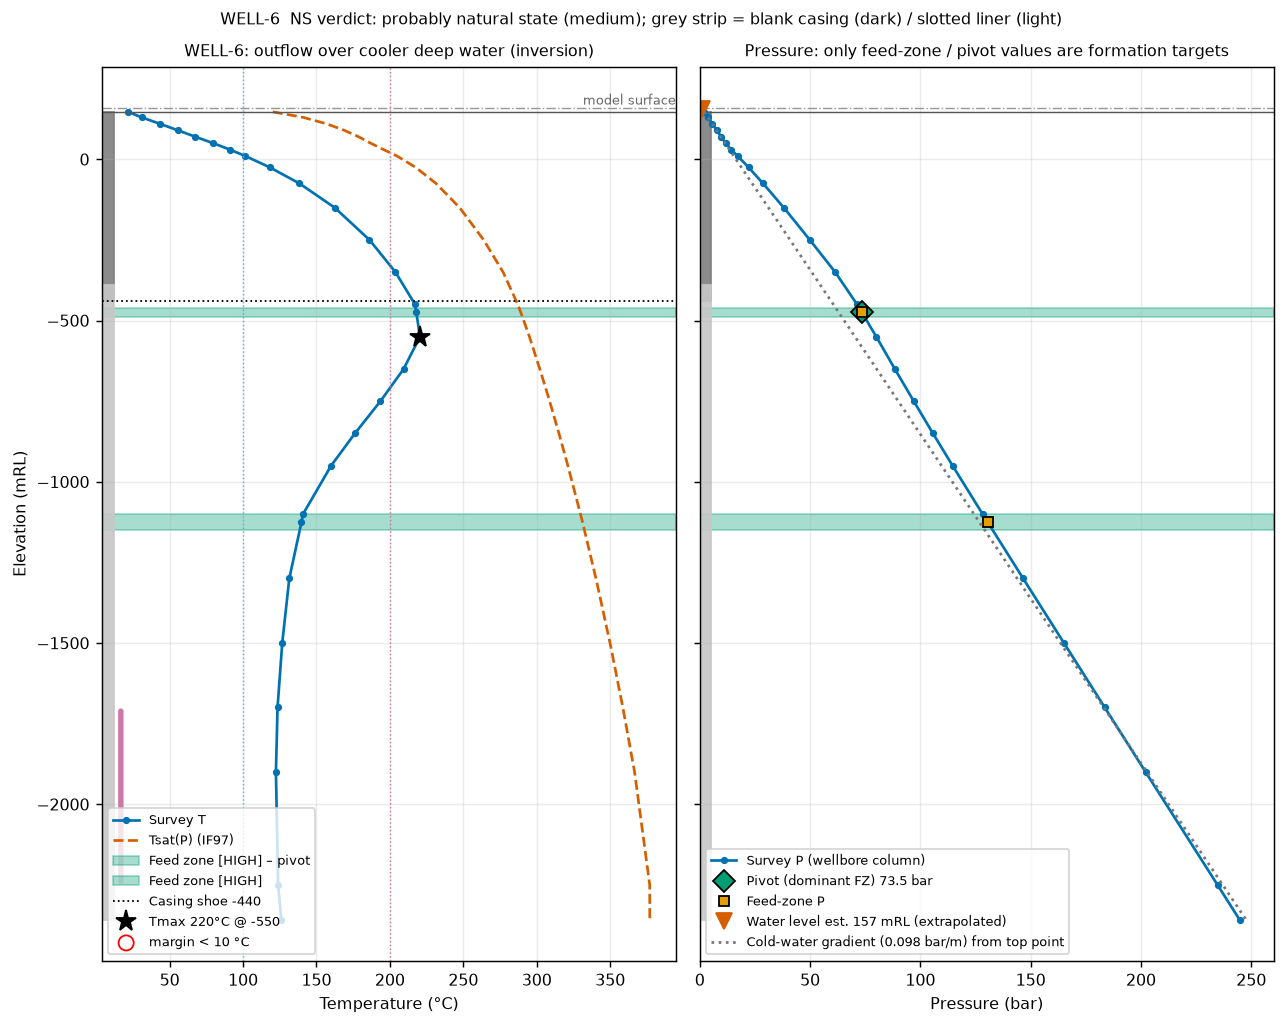 WELL-6  NS verdict: probably natural state (medium); grey strip = blank casing (dark) / slotted liner (light)
WELL-6: outflow over cooler deep water (inversion)
model surface
Elevation (mRL)
0
−500
−1000
−1500
−2000
Survey T
Tsat(P) (IF97)
Feed zone [HIGH] – pivot
Feed zone [HIGH]
Casing shoe -440
Tmax 220°C @ -550
margin < 10 °C
50 100 150 200 250 300 350
Temperature (°C)
Pressure: only feed-zone / pivot values are formation targets
Survey P (wellbore column)
Pivot (dominant FZ) 73.5 bar
Feed-zone P
Water level est. 157 mRL (extrapolated)
Cold-water gradient (0.098 bar/m) from top point
0 50 100 150 200 250
Pressure (bar)